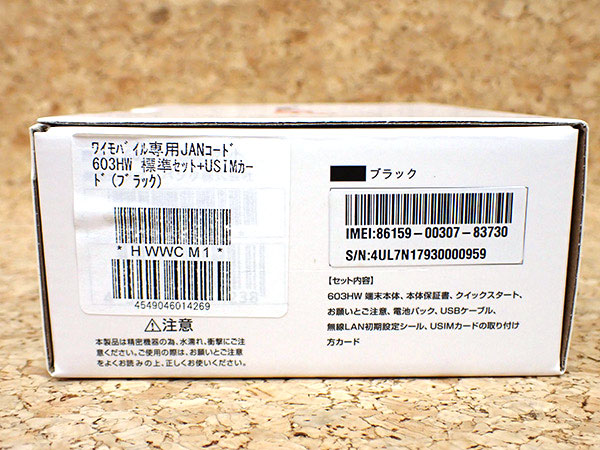 ワイモバイル専用JANコード
603HW 標準セット+USIMカー
ド(ブラック)
* H WWC M 1 *
4549046014269
⚠注意
本製品は精密機器の為、水濡れ、衝撃にご注
意ください。ご使用の際は、お願いとご注意
をよくお読みの上、正しくお使いください。
ブラック
IMEI:86159-00307-83730
S/N:4UL7N17930000959
【セット内容】
603HW 端末本体、本体保証書、クイックスタート、
お願いとご注意、電池パック、USBケーブル、
無線LAN初期設定シール、USIMカードの取り付け
方カード